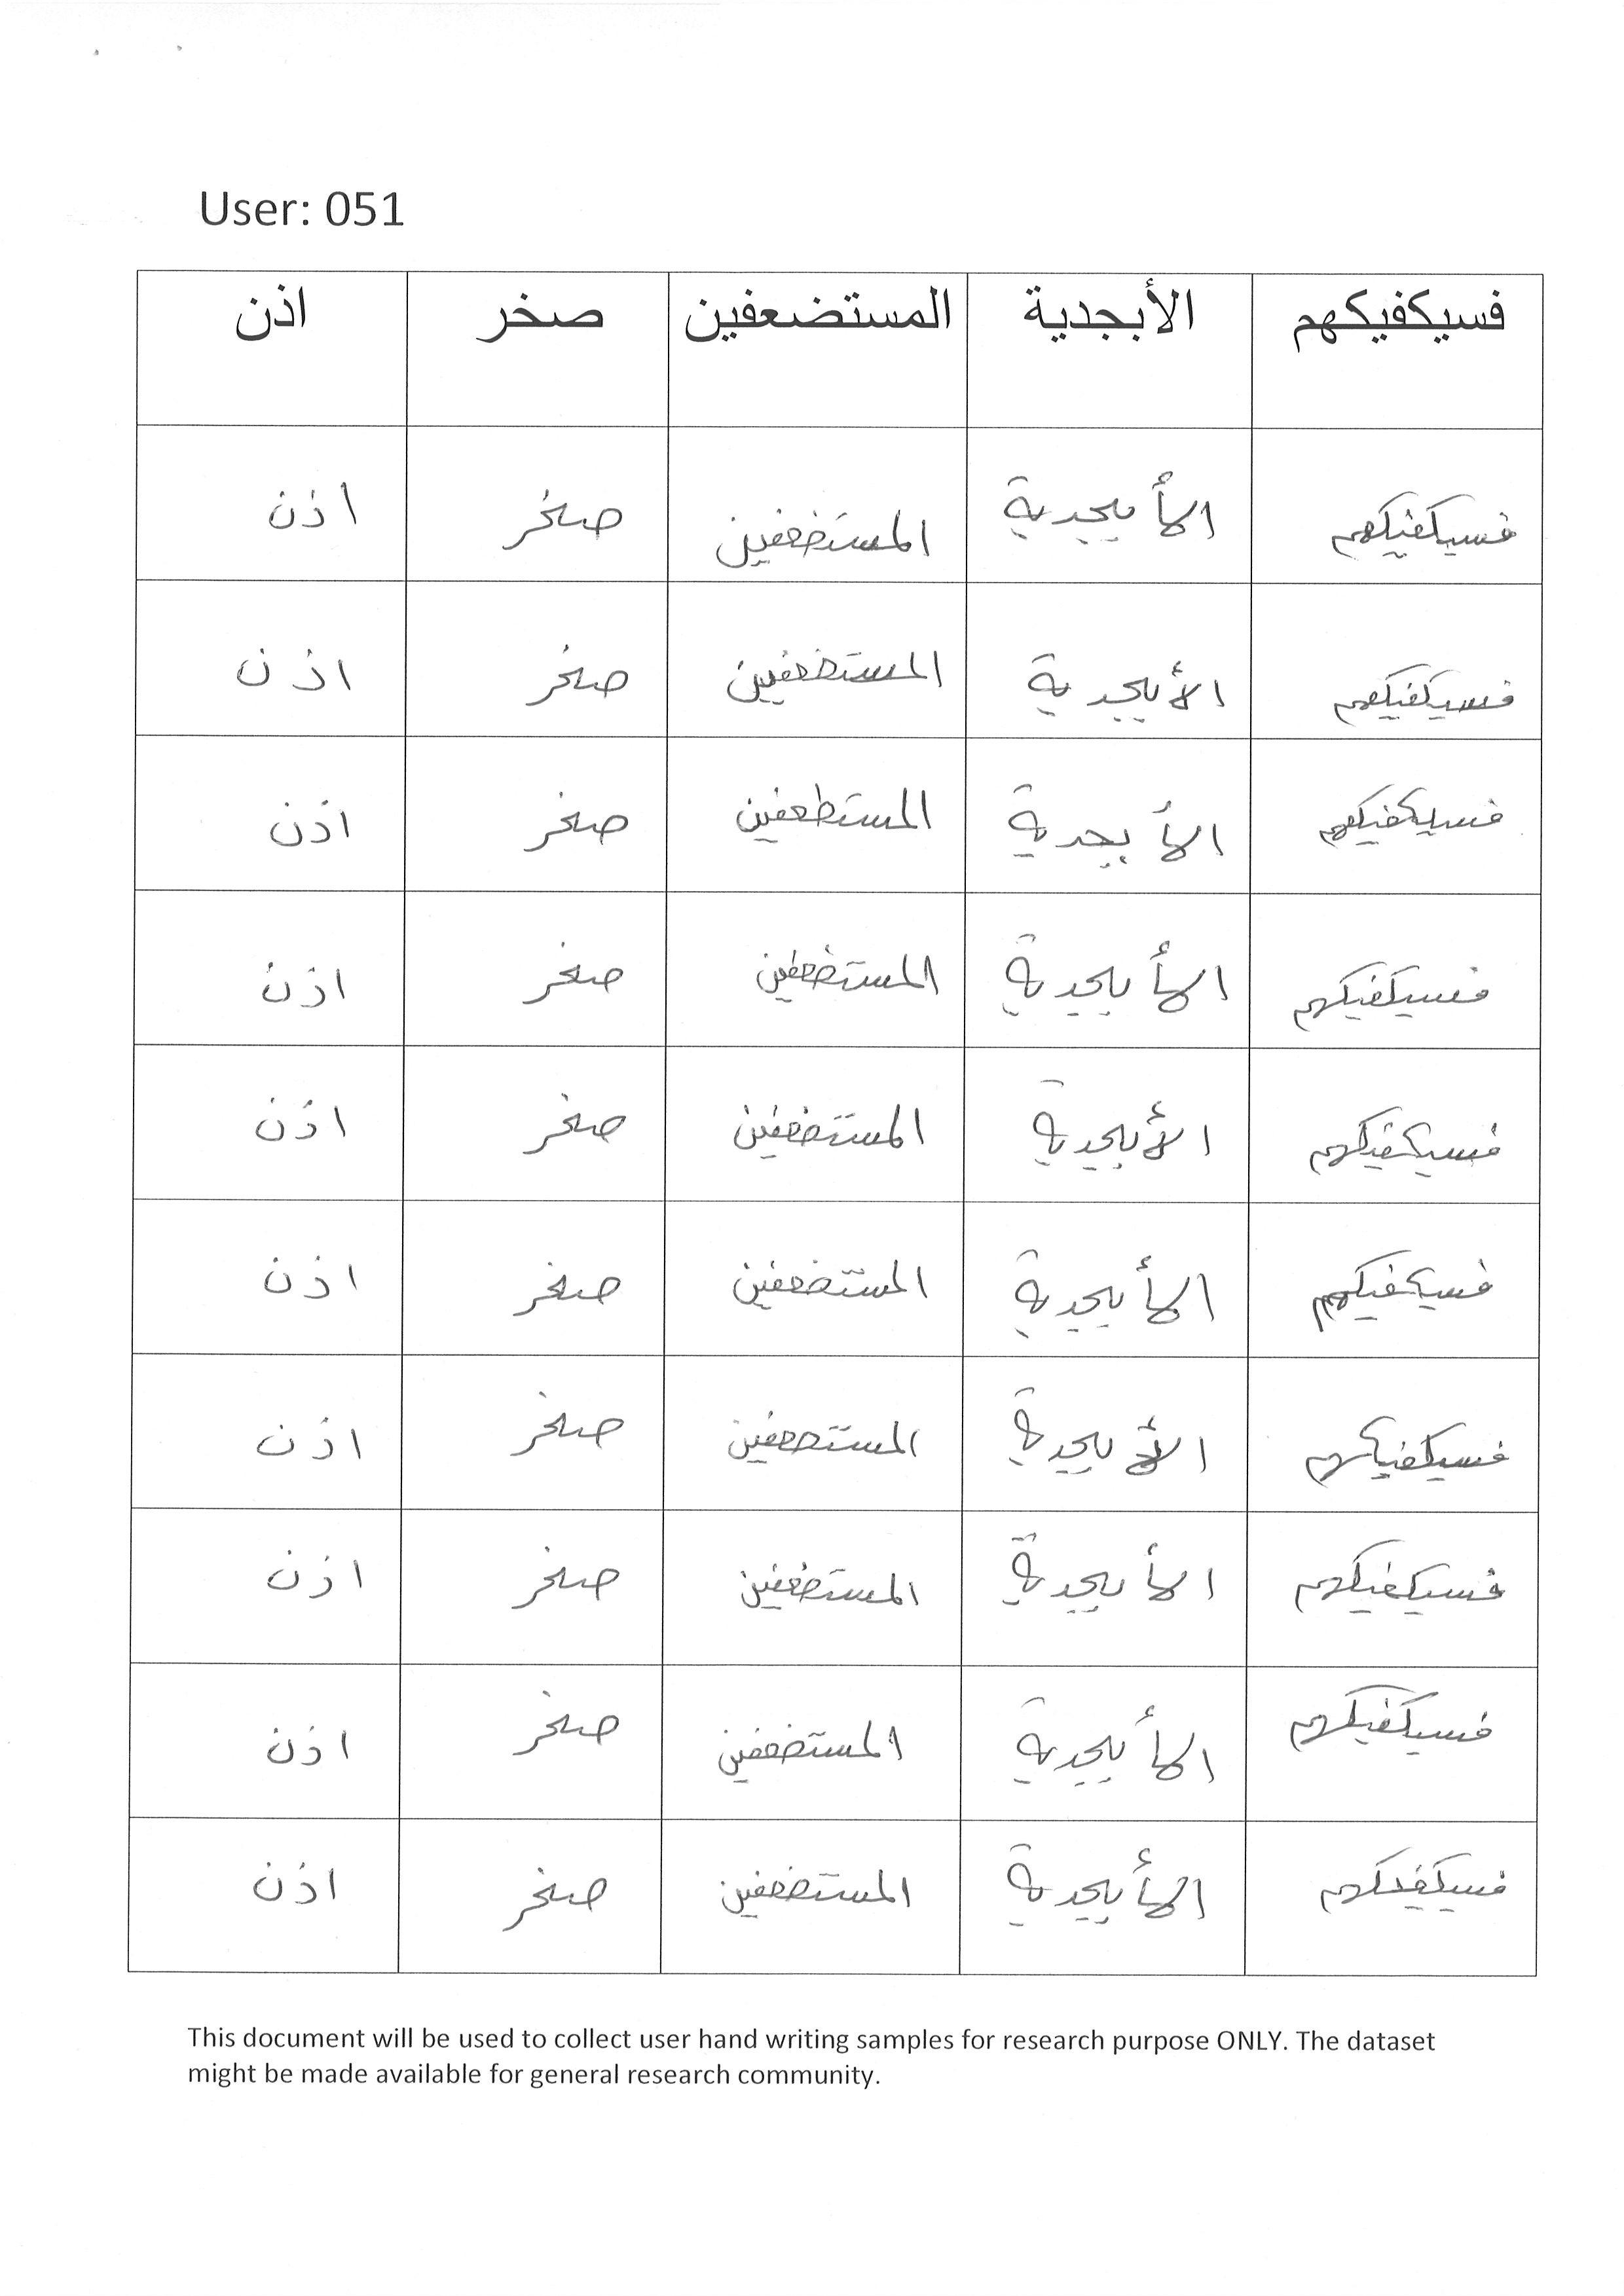 User: 051
فسيكفيكهم الأبجدية المستضعفين صخر اذن
فسيكفيكهم الأبجدية المستضعفين صخر اذن
فسيكفيكهم الأبجدية المستضعفين صخر اذن
فسيكفيكهم الأبجدية المستطعفين صخر اذن
فسيكفيكهم الأبجدية المستضعفين صخر اذن
فسيكفيكهم الأبجدية المستضعفين صخر اذن
فسيكفيكهم الأبجدية المستضعفين صخر اذن
فسيكفيكهم الأبجدية المستضعفين صخر اذن
فسيكفيكهم الأبجدية المستضعفين صخر اذن
فسيكفيكهم الأبجدية المستضعفين صخر اذن
فسيكفيكهم الأبجدية المستضعفين صخر اذن
This document will be used to collect user hand writing samples for research purpose ONLY. The dataset
might be made available for general research community.